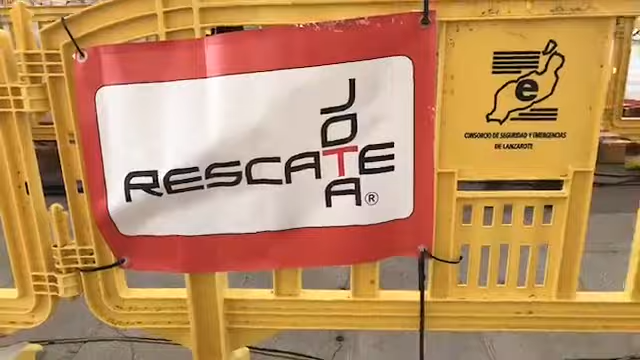 RESCATE
JOTA
®
e
CONSORCIO DE SEGURIDAD Y EMERGENCIAS
DE LANZAROTE